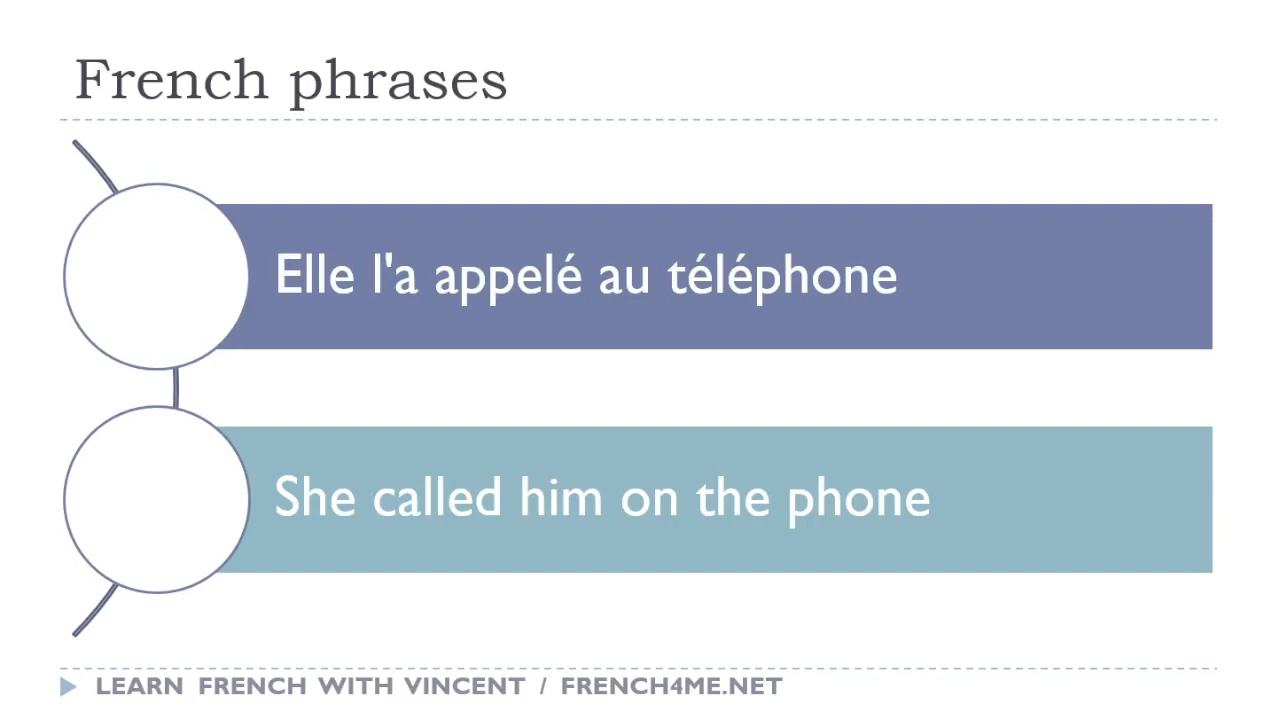 French phrases
Elle l'a appelé au téléphone
She called him on the phone
LEARN FRENCH WITH VINCENT / FRENCH4ME.NET